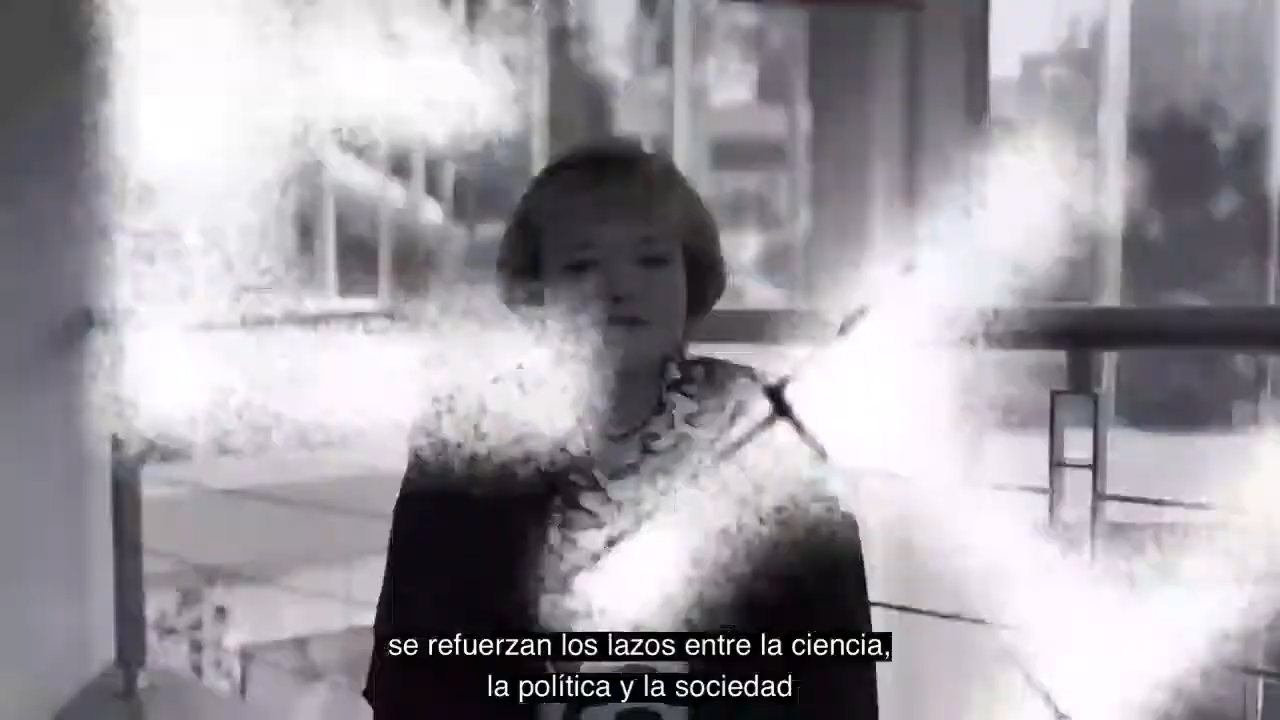 se refuerzan los lazos entre la ciencia,
la política y la sociedad